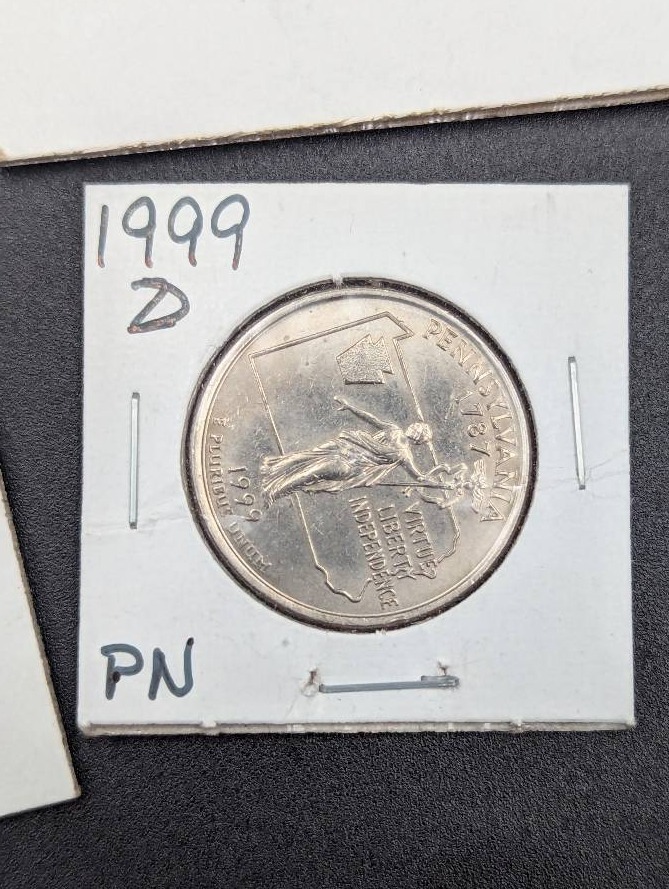 1999
D
PENNSYLVANIA
1787
VIRTUE
LIBERTY
INDEPENDENCE
1999
E PLURIBUS UNUM
PN